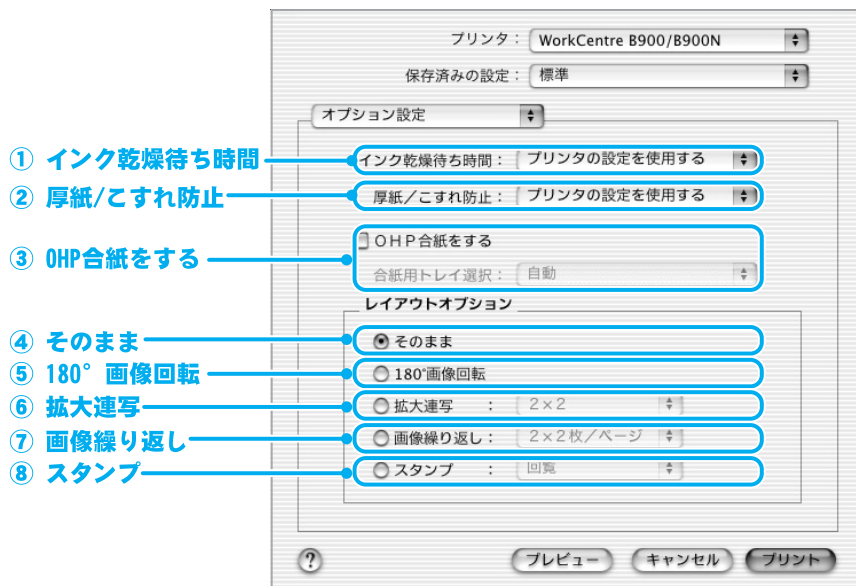 プリンタ： WorkCentre B900/B900N
保存済みの設定： 標準
オプション設定
① インク乾燥待ち時間 インク乾燥待ち時間： プリンタの設定を使用する
② 厚紙/こすれ防止 厚紙／こすれ防止： プリンタの設定を使用する
ＯＨＰ合紙をする
③ OHP合紙をする
合紙用トレイ選択： 自動
レイアウトオプション
④ そのまま そのまま
⑤ 180°画像回転 180°画像回転
⑥ 拡大連写 拡大連写 ： ２×２
⑦ 画像繰り返し 画像繰り返し： ２×２枚／ページ
⑧ スタンプ スタンプ ： 回覧
? プレビュー キャンセル プリント